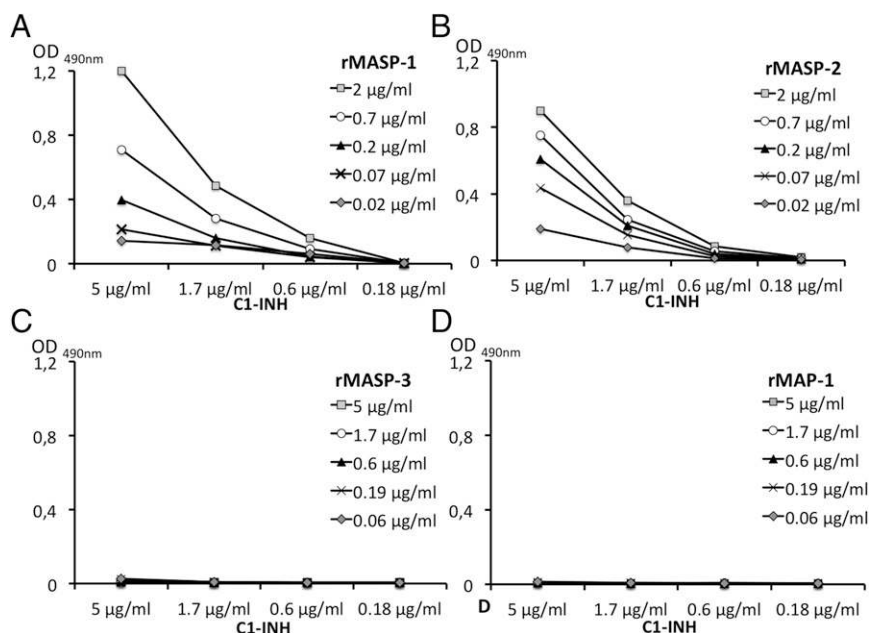 A
OD 490nm
1,2
0,8
0,4
0
rMASP-1
2 µg/ml
0.7 µg/ml
0.2 µg/ml
0.07 µg/ml
0.02 µg/ml
5 µg/ml 1.7 µg/ml 0.6 µg/ml 0.18 µg/ml
C1-INH
B
OD 490nm
1,2
0,8
0,4
0
rMASP-2
2 µg/ml
0.7 µg/ml
0.2 µg/ml
0.07 µg/ml
0.02 µg/ml
5 µg/ml 1.7 µg/ml 0.6 µg/ml 0.18 µg/ml
C1-INH
C
OD 490nm
1,2
0,8
0,4
0
rMASP-3
5 µg/ml
1.7 µg/ml
0.6 µg/ml
0.19 µg/ml
0.06 µg/ml
5 µg/ml 1.7 µg/ml 0.6 µg/ml 0.18 µg/ml
C1-INH
D
OD 490nm
1,2
0,8
0,4
0
rMAP-1
5 µg/ml
1.7 µg/ml
0.6 µg/ml
0.19 µg/ml
0.06 µg/ml
D 5 µg/ml 1.7 µg/ml 0.6 µg/ml 0.18 µg/ml
C1-INH